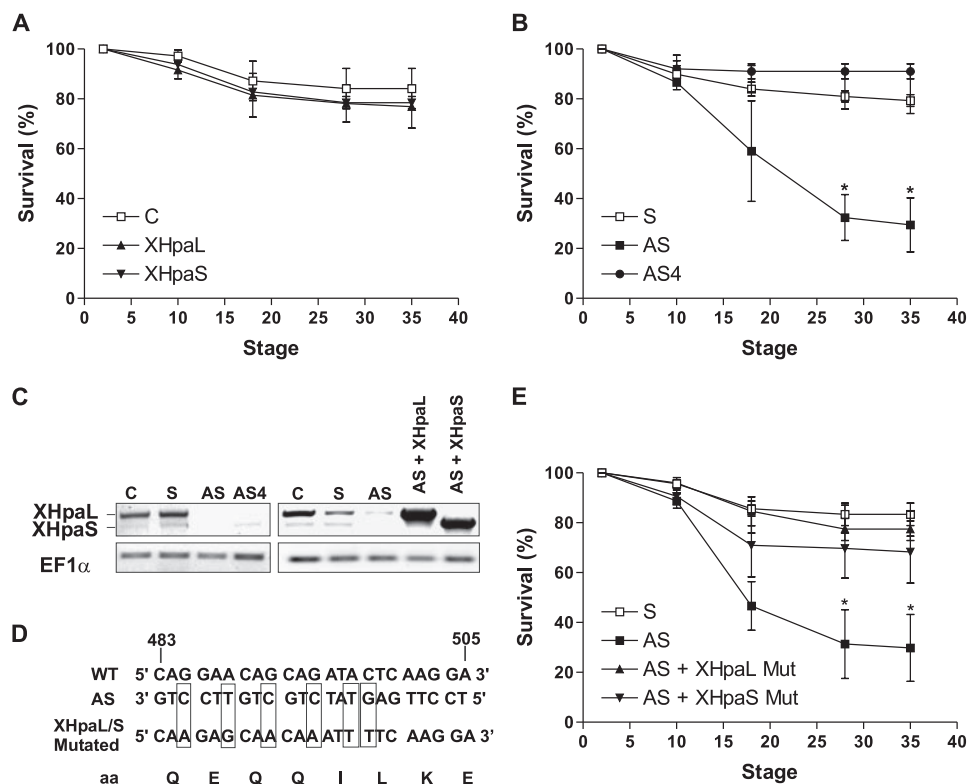 A
Survival (%)
100
80
60
40
20
0
C
XHpaL
XHpaS
0 5 10 15 20 25 30 35 40
Stage
B
Survival (%)
100
80
60
40
20
0
* *
S
AS
AS4
0 5 10 15 20 25 30 35 40
Stage
C
C S AS AS4
C S AS AS + XHpaL AS + XHpaS
XHpaL
XHpaS
EF1α
D
483 505
WT 5' CAG GAA CAG CAG ATA CTC AAG GA 3'
AS 3' GTC CTT GTC GTC TAT GAG TTC CT 5'
XHpaL/S
Mutated 5' CAA GAG CAA CAA ATT TTC AAG GA 3'
aa Q E Q Q I L K E
E
Survival (%)
100
80
60
40
20
0
* *
S
AS
AS + XHpaL Mut
AS + XHpaS Mut
0 5 10 15 20 25 30 35 40
Stage